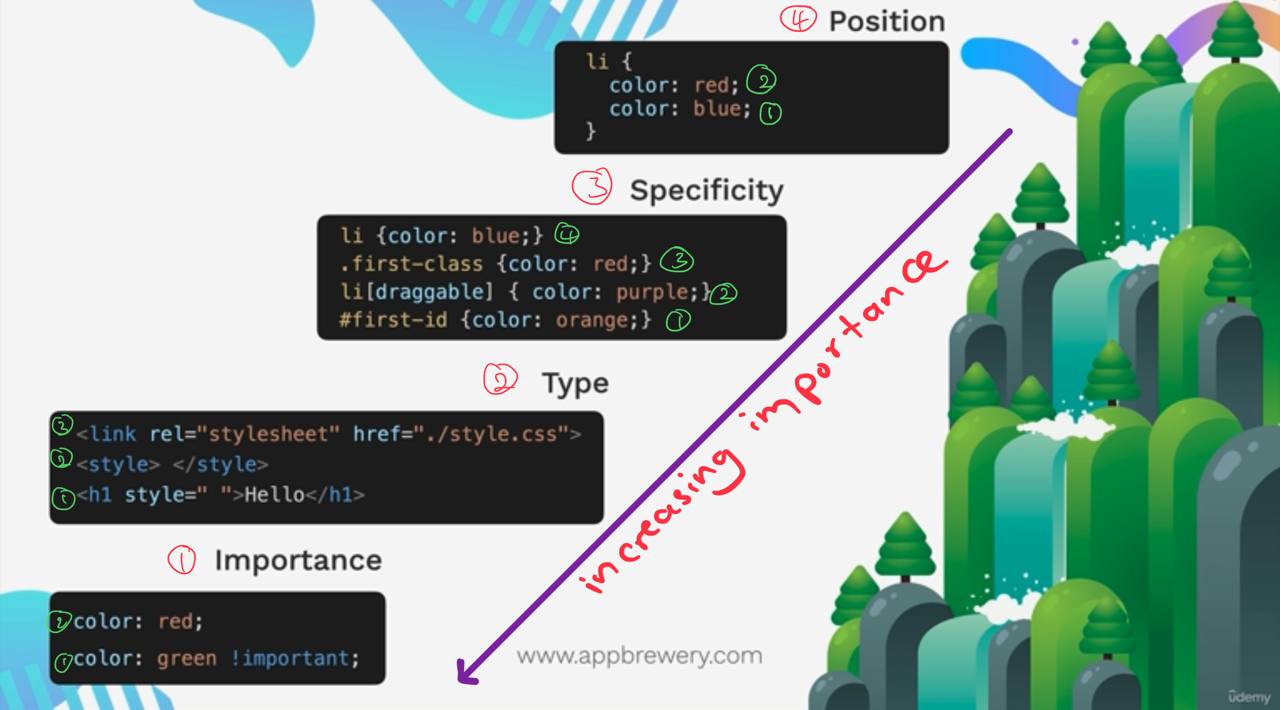 ④ Position
li {
color: red; ②
color: blue; ①
}
③ Specificity
li {color: blue;} ④
.first-class {color: red;} ③
li[draggable] { color: purple;} ②
#first-id {color: orange;} ①
② Type
<link rel="stylesheet" href="./style.css">
<style> </style>
① <h1 style=" ">Hello</h1>
① Importance
② color: red;
① color: green !important;
increasing importance
www.appbrewery.com
ûdemy